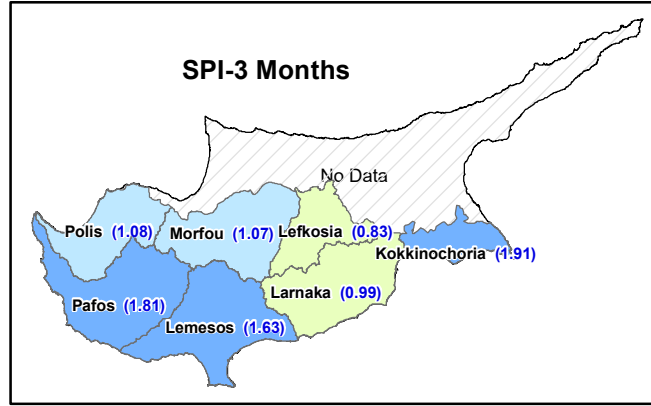 SPI-3 Months
No Data
Polis (1.08)
Morfou (1.07)
Lefkosia (0.83)
Kokkinochoria (1.91)
Pafos (1.81)
Larnaka (0.99)
Lemesos (1.63)